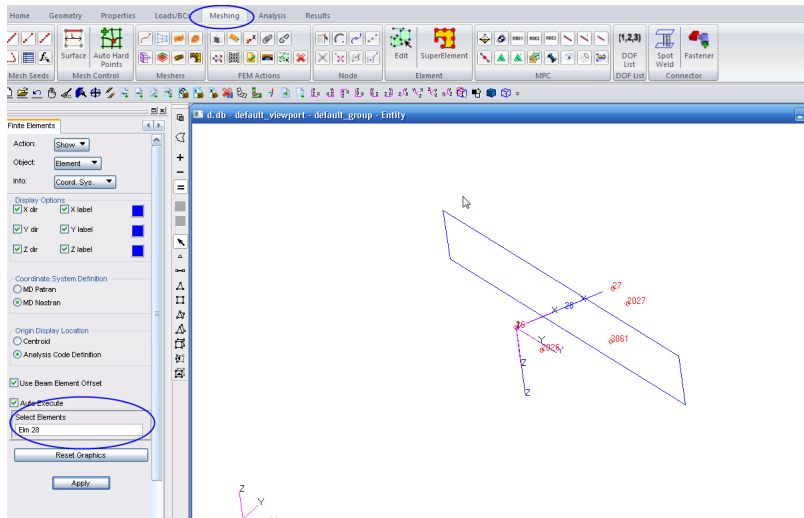 Home Geometry Properties Loads/BCs Meshing Analysis Results
Surface Auto Hard Points
Edit SuperElement
(1,2,3) DOF List
Spot Weld Fastener
Mesh Seeds Mesh Control Meshers FEM Actions Node Element MPC DOF List Connector
d.db - default_viewport - default_group - Entity
Finite Elements
Action: Show
Object: Element
Info: Coord. Sys.
Display Options
X dir X label
Y dir Y label
Z dir Z label
Coordinate System Definition
MD Patran
MD Nastran
Origin Display Location
Centroid
Analysis Code Definition
Use Beam Element Offset
Auto Execute
Select Elements
Elm 28
Reset Graphics
Apply
27
2027
X
28
X
26
3061
Y
Y
Z
Z
Z
Y